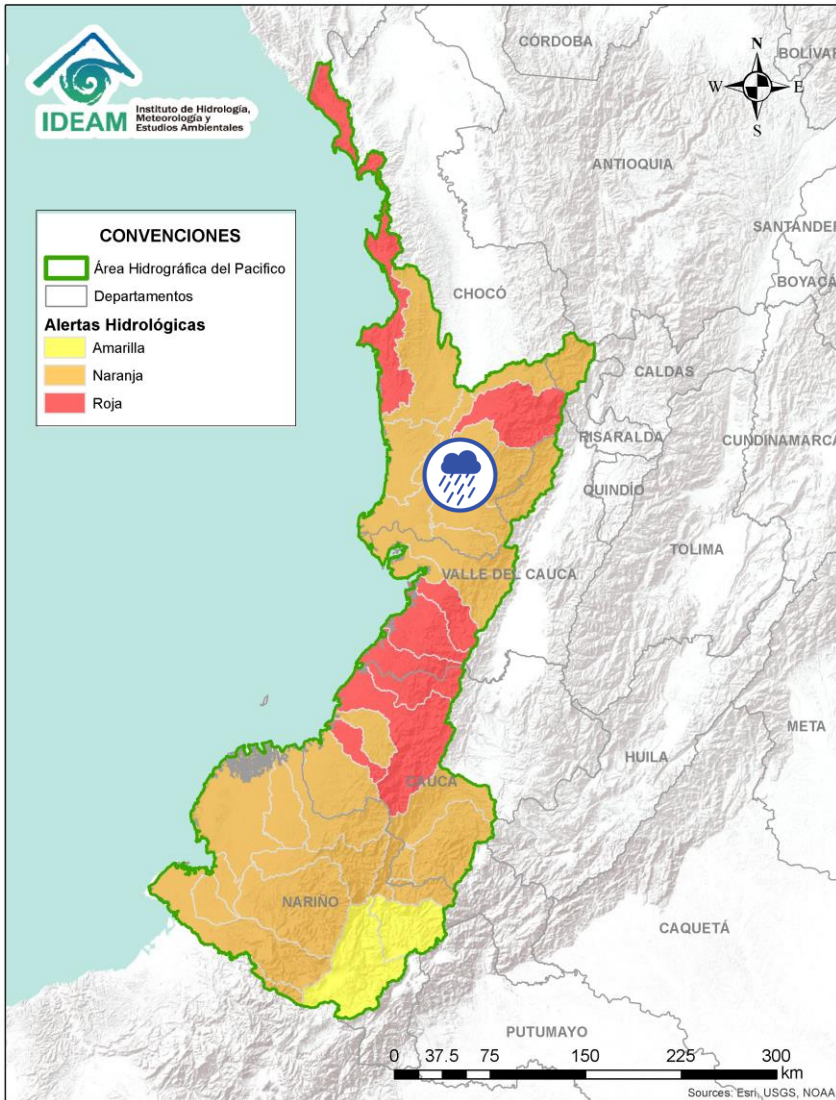 IDEAM
Instituto de Hidrología,
Meteorología y
Estudios Ambientales
CÓRDOBA
BOLÍVAR
N
W
E
S
ANTIOQUIA
SANTANDER
BOYACÁ
CONVENCIONES
Área Hidrográfica del Pacifico
Departamentos
Alertas Hidrológicas
Amarilla
Naranja
Roja
CHOCÓ
CALDAS
RISARALDA
CUNDINAMARCA
QUINDÍO
TOLIMA
VALLE DEL CAUCA
META
HUILA
CAUCA
NARIÑO
CAQUETÁ
PUTUMAYO
0 37.5 75 150 225 300
km
Sources: Esri, USGS, NOAA